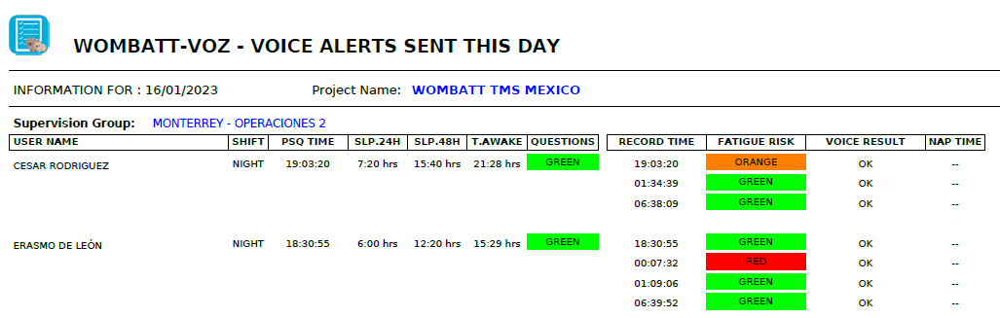 WOMBATT-VOZ - VOICE ALERTS SENT THIS DAY
INFORMATION FOR : 16/01/2023 Project Name: WOMBATT TMS MEXICO
Supervision Group: MONTERREY - OPERACIONES 2
USER NAME SHIFT PSQ TIME SLP.24H SLP.48H T.AWAKE QUESTIONS RECORD TIME FATIGUE RISK VOICE RESULT NAP TIME
CESAR RODRIGUEZ NIGHT 19:03:20 7:20 hrs 15:40 hrs 21:28 hrs GREEN 19:03:20 ORANGE OK --
01:34:39 GREEN OK --
06:38:09 GREEN OK --
ERASMO DE LEÓN NIGHT 18:30:55 6:00 hrs 12:20 hrs 15:29 hrs GREEN 18:30:55 GREEN OK --
00:07:32 RED OK --
01:09:06 GREEN OK --
06:39:52 GREEN OK --